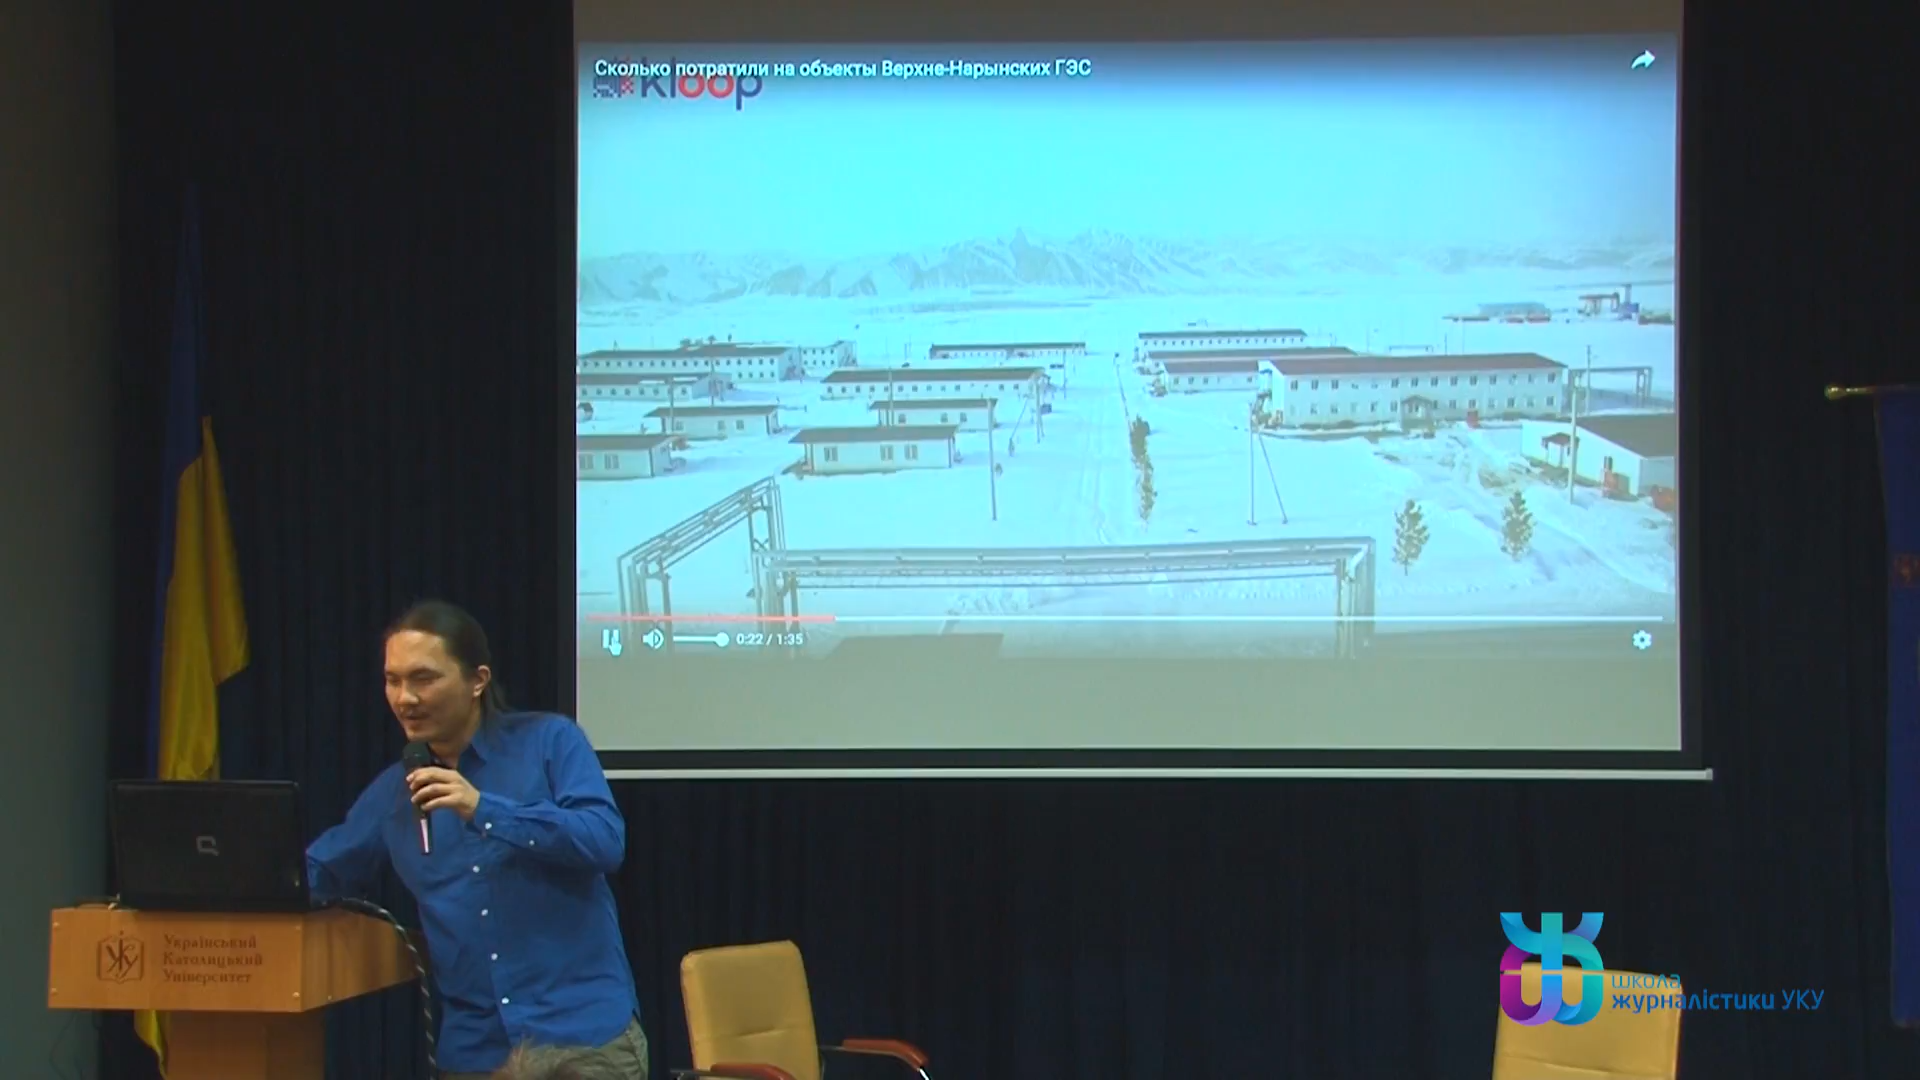 Сколько потратили на объекты Верхне-Нарынских ГЭС
kloop
0:22 / 1:35
Український
Католицький
Університет
школа
журналістики УКУ